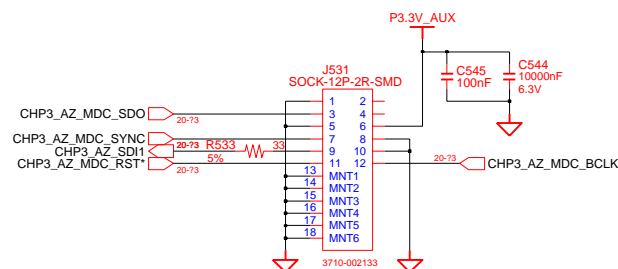 P3.3V_AUX
J531
SOCK-12P-2R-SMD
C545
100nF
C544
10000nF
6.3V
1 2
CHP3_AZ_MDC_SDO 20-?3 3 4
5 6
CHP3_AZ_MDC_SYNC 20-?3 7 8
CHP3_AZ_SDI1 20-?3 R533 33 9 10
CHP3_AZ_MDC_RST* 20-?3 5% 11 12 20-?3 CHP3_AZ_MDC_BCLK
13 MNT1
14 MNT2
15 MNT3
16 MNT4
17 MNT5
18 MNT6
3710-002133